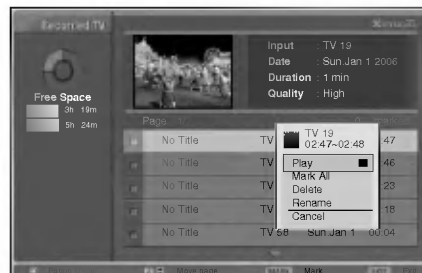 Recorded TV
Input : TV 19
Date : Sun.Jan 1 2006
Duration : 1 min
Quality : High
Free Space
3h 19m
5h 24m
Page 1/1
No Title TV :47
No Title TV :46
No Title TV :23
No Title TV :18
No Title TV 58 Sun.Jan 1 00:04
TV 19
02:47~02:48
Play
Mark All
Delete
Rename
Cancel
Move page
MARK Mark